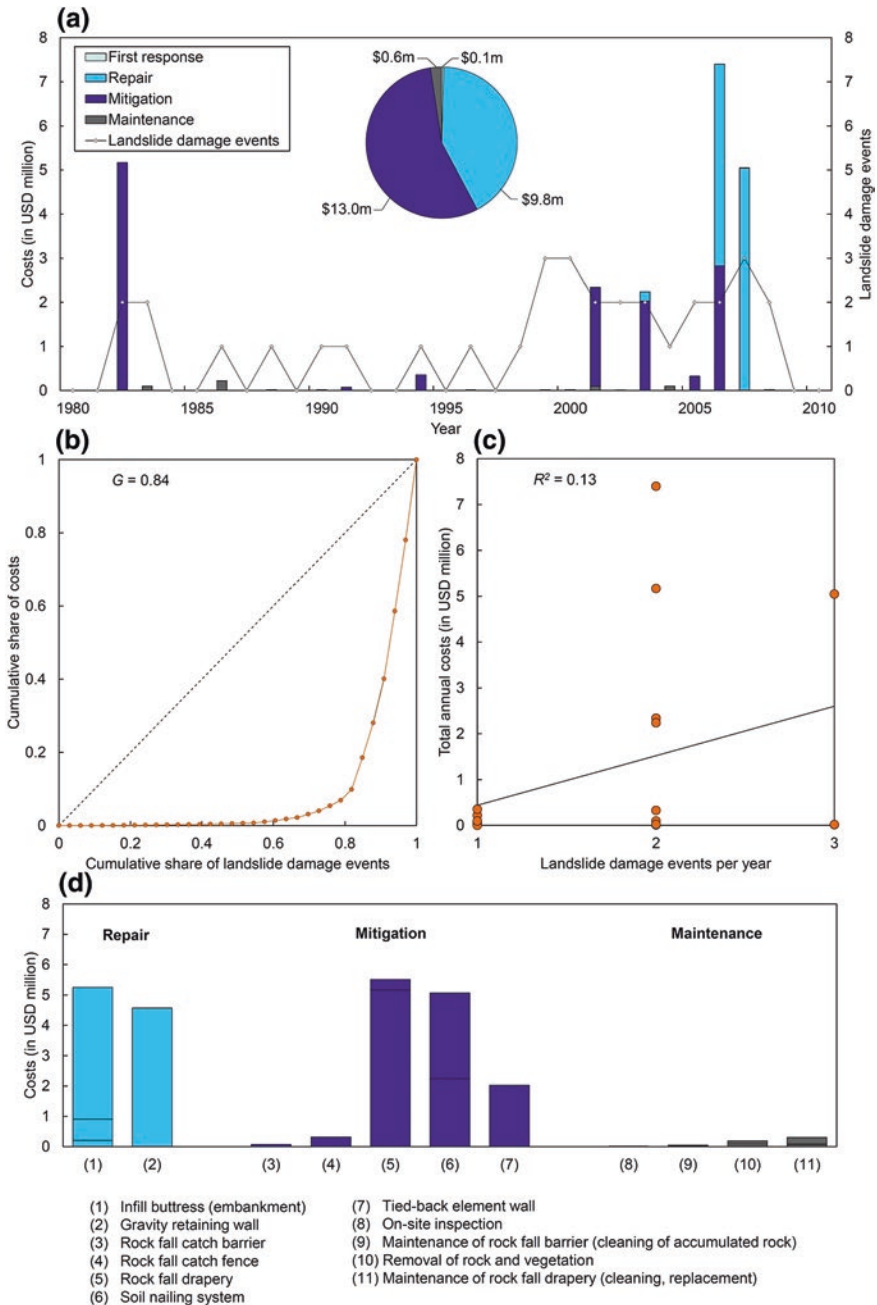 (a)
8
7
6
5
4
3
2
1
0
Costs (in USD million)
First response
Repair
Mitigation
Maintenance
Landslide damage events
$0.6m
$0.1m
$13.0m
$9.8m
8
7
6
5
4
3
2
1
0
Landslide damage events
1980 1985 1990 1995 2000 2005 2010
Year
(b)
G = 0.84
1
0.8
0.6
0.4
0.2
0
Cumulative share of costs
0 0.2 0.4 0.6 0.8 1
Cumulative share of landslide damage events
(c)
R² = 0.13
8
7
6
5
4
3
2
1
0
Total annual costs (in USD million)
1 2 3
Landslide damage events per year
(d)
8
7
6
5
4
3
2
1
0
Costs (in USD million)
Repair Mitigation Maintenance
(1) (2) (3) (4) (5) (6) (7) (8) (9) (10) (11)
(1) Infill buttress (embankment)
(2) Gravity retaining wall
(3) Rock fall catch barrier
(4) Rock fall catch fence
(5) Rock fall drapery
(6) Soil nailing system
(7) Tied-back element wall
(8) On-site inspection
(9) Maintenance of rock fall barrier (cleaning of accumulated rock)
(10) Removal of rock and vegetation
(11) Maintenance of rock fall drapery (cleaning, replacement)